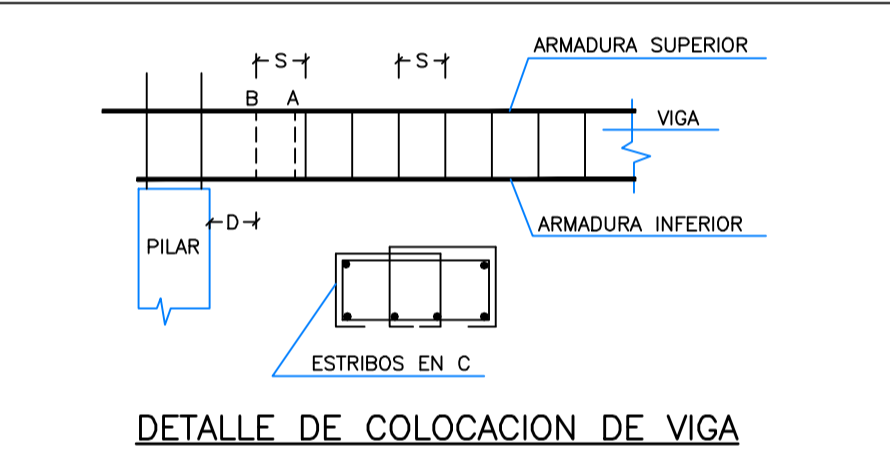 ARMADURA SUPERIOR
S S
B A
VIGA
D
ARMADURA INFERIOR
PILAR
ESTRIBOS EN C
DETALLE DE COLOCACION DE VIGA